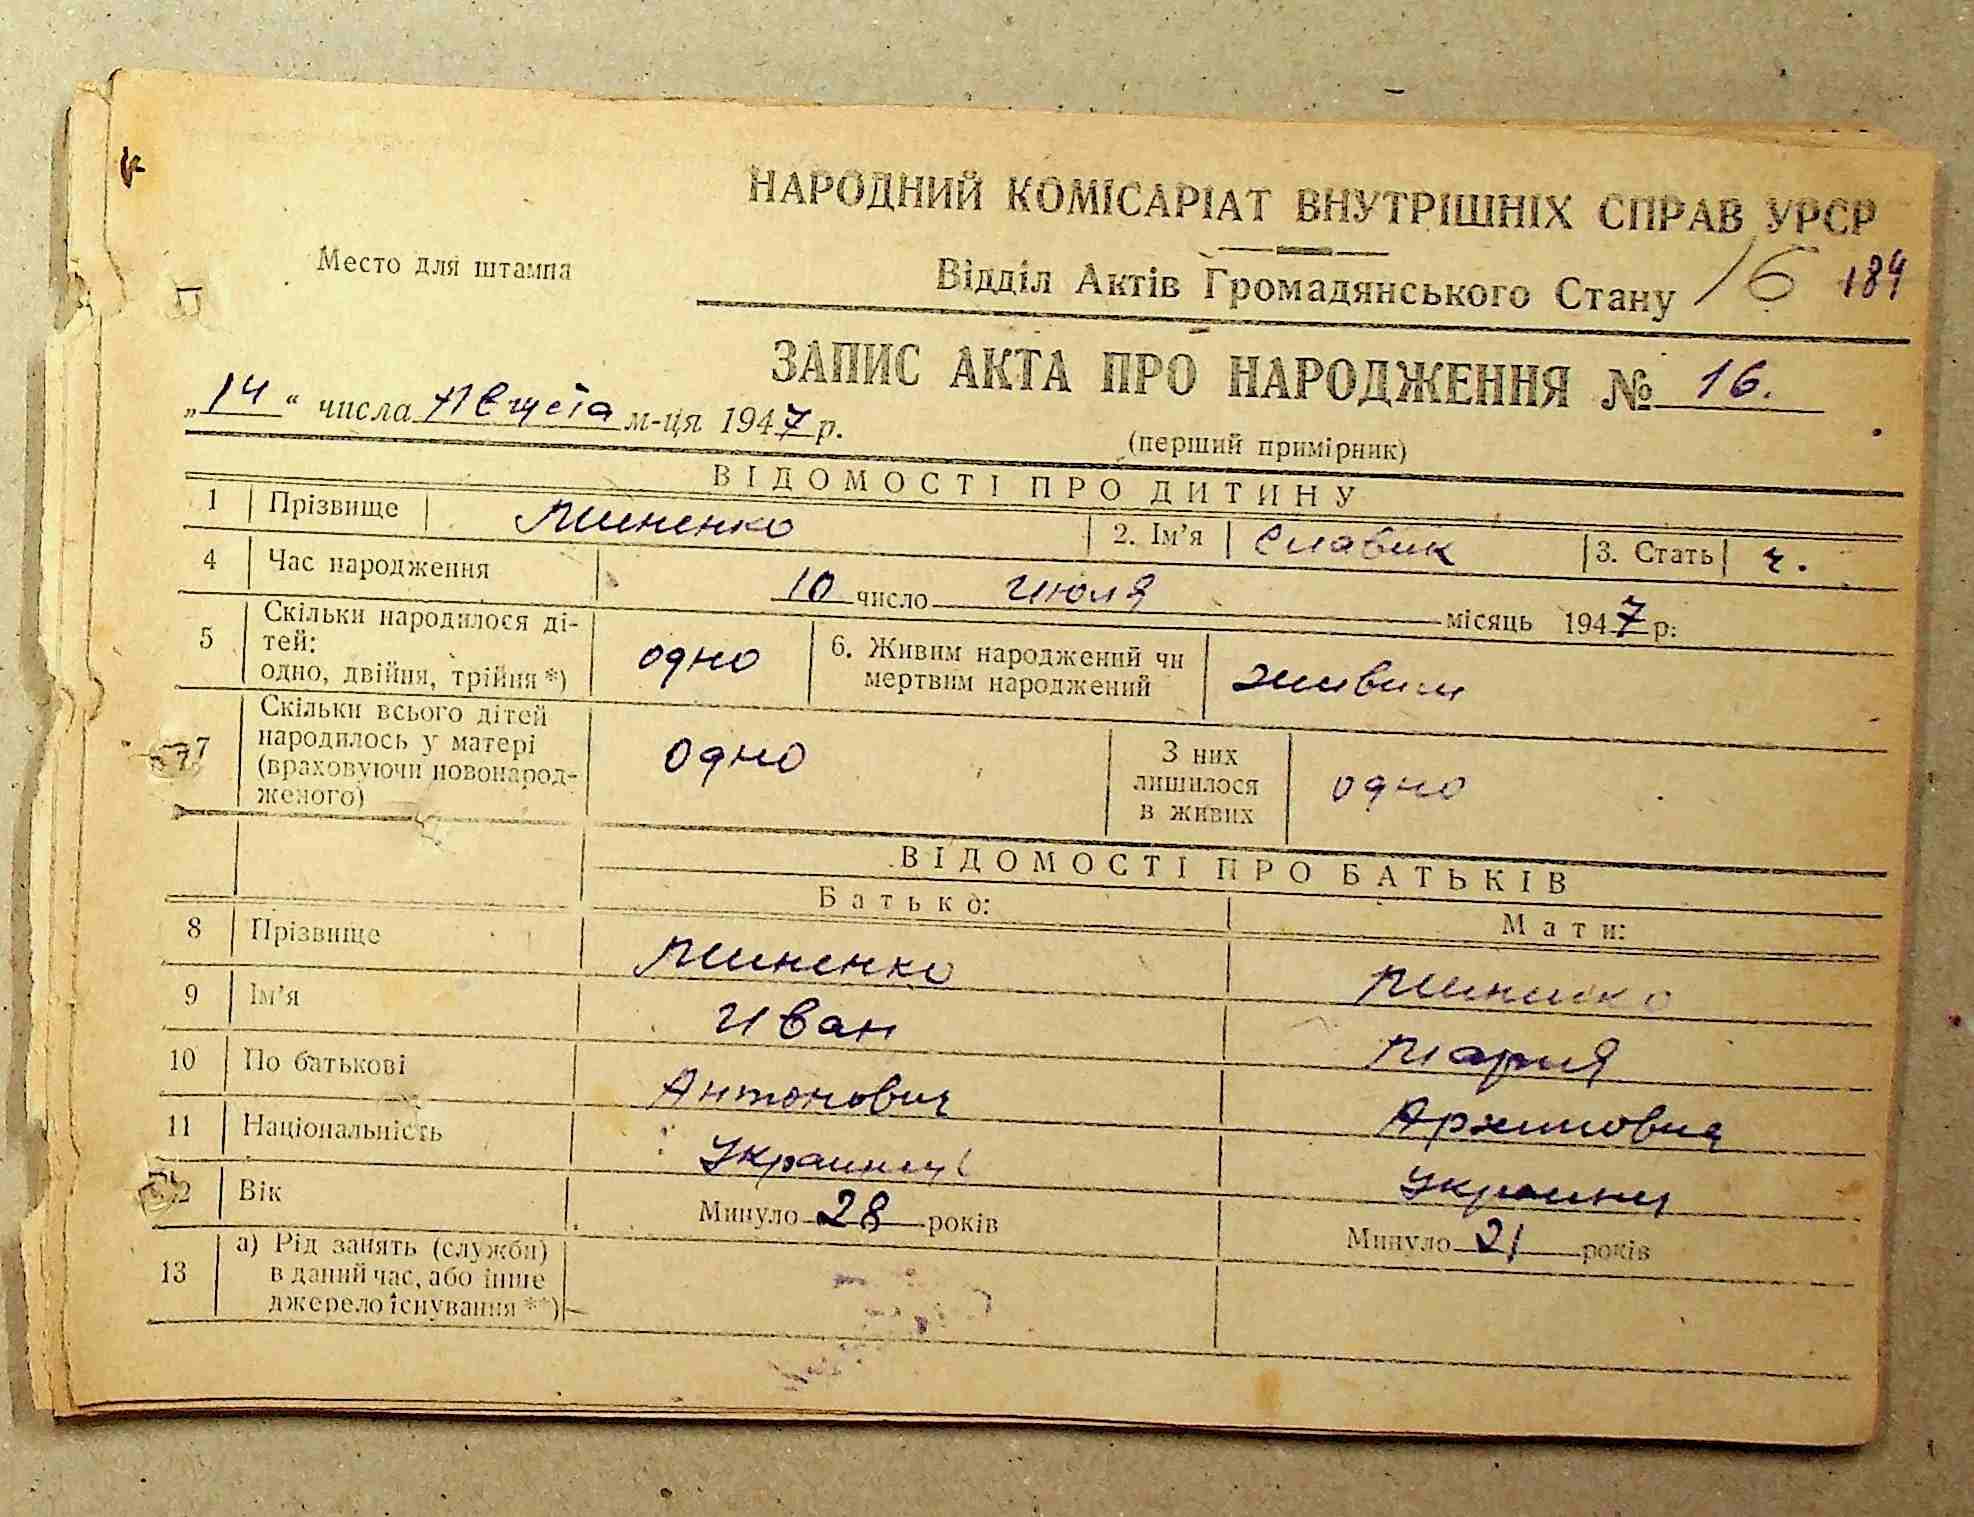 НАРОДНИЙ КОМІСАРІАТ ВНУТРІШНІХ СПРАВ УРСР
Место для штампа
Відділ Актів Громадянського Стану 16 184
ЗАПИС АКТА ПРО НАРОДЖЕННЯ № 16.
„14“ числа Августа м-ця 1947 р.
(перший примірник)
ВІДОМОСТІ ПРО ДИТИНУ
1 Прізвище Миненко 2. Ім’я Славик 3. Стать ч.
4 Час народження 10 число Июля місяць 1947 р.
5 Скільки народилося ді-
тей:
одно, двійня, трійня *) одно 6. Живим народжений чи
мертвим народжений живим
7 Скільки всього дітей
народилось у матері
(враховуючи новонарод-
женого) одно З них
лишилося
в живих одно
ВІДОМОСТІ ПРО БАТЬКІВ
Батько: Мати:
8 Прізвище Миненко Миненко
9 Ім’я Иван Мария
10 По батькові Антонович Архиповна
11 Національність
12 Вік Минуло 28 років Минуло 21 років
13 а) Рід занять (служби)
в даний час, або інше
джерело існування **)